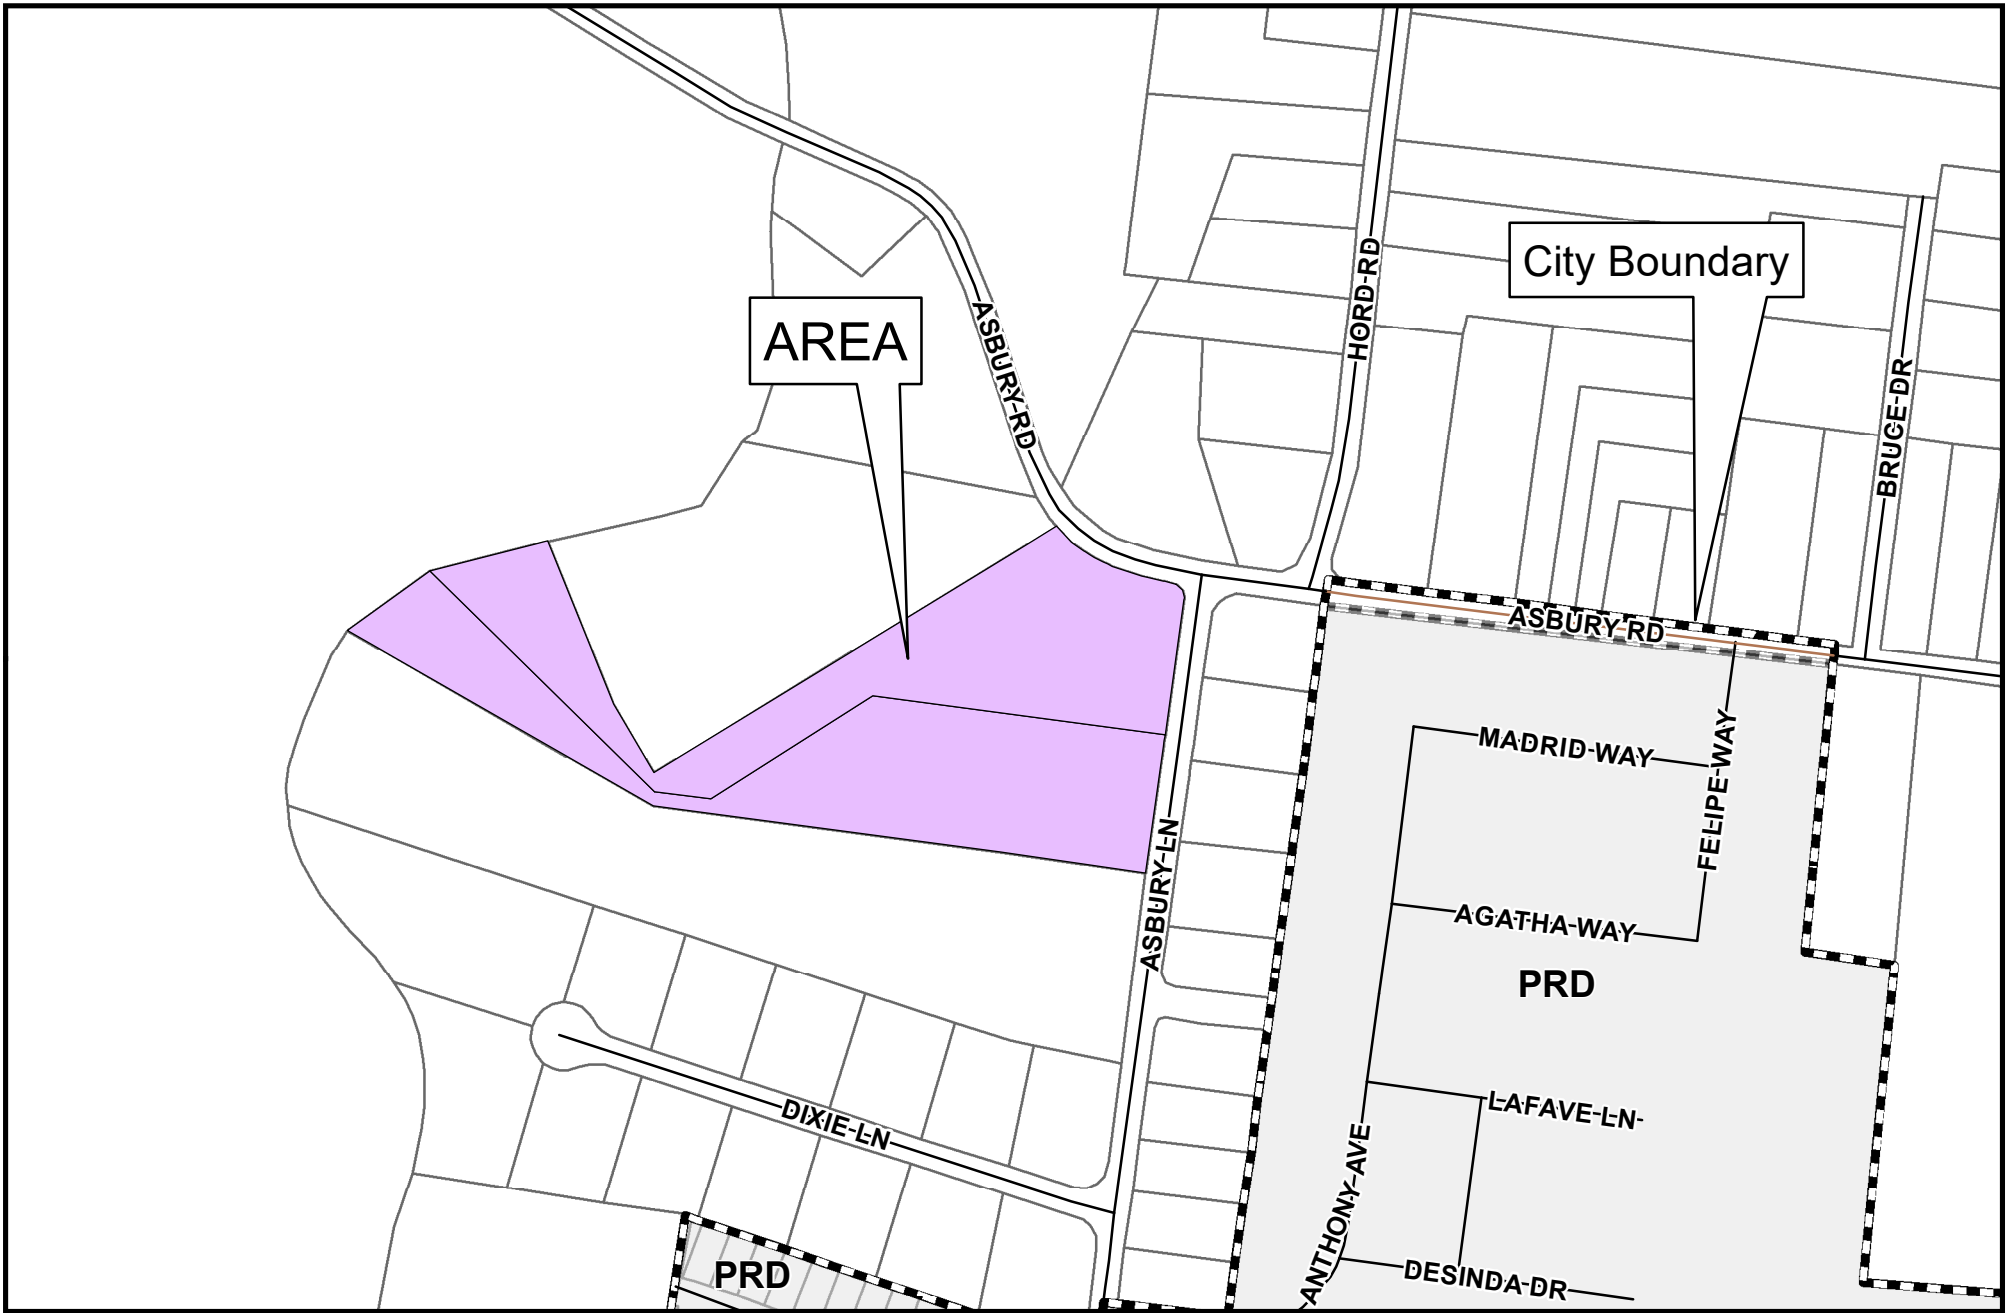 City Boundary
HORD RD
AREA
ASBURY RD
BRUCE DR
ASBURY RD
MADRID WAY
FELIPE WAY
ASBURY LN
AGATHA WAY
PRD
LAFAVE LN
DIXIE LN
ANTHONY AVE
DESINDA DR
PRD